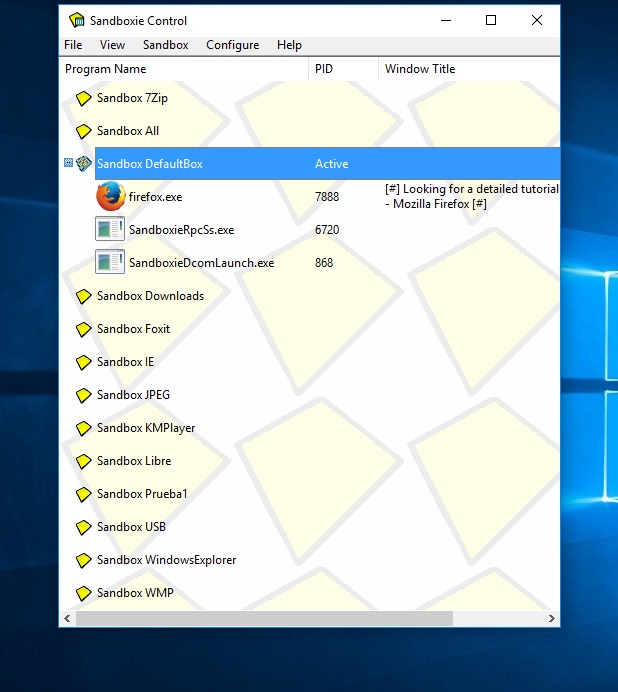 Sandboxie Control
File View Sandbox Configure Help
Program Name PID Window Title
Sandbox 7Zip
Sandbox All
Sandbox DefaultBox Active
firefox.exe 7888 [#] Looking for a detailed tutorial
- Mozilla Firefox [#]
SandboxieRpcSs.exe 6720
SandboxieDcomLaunch.exe 868
Sandbox Downloads
Sandbox Foxit
Sandbox IE
Sandbox JPEG
Sandbox KMPlayer
Sandbox Libre
Sandbox Prueba1
Sandbox USB
Sandbox WindowsExplorer
Sandbox WMP